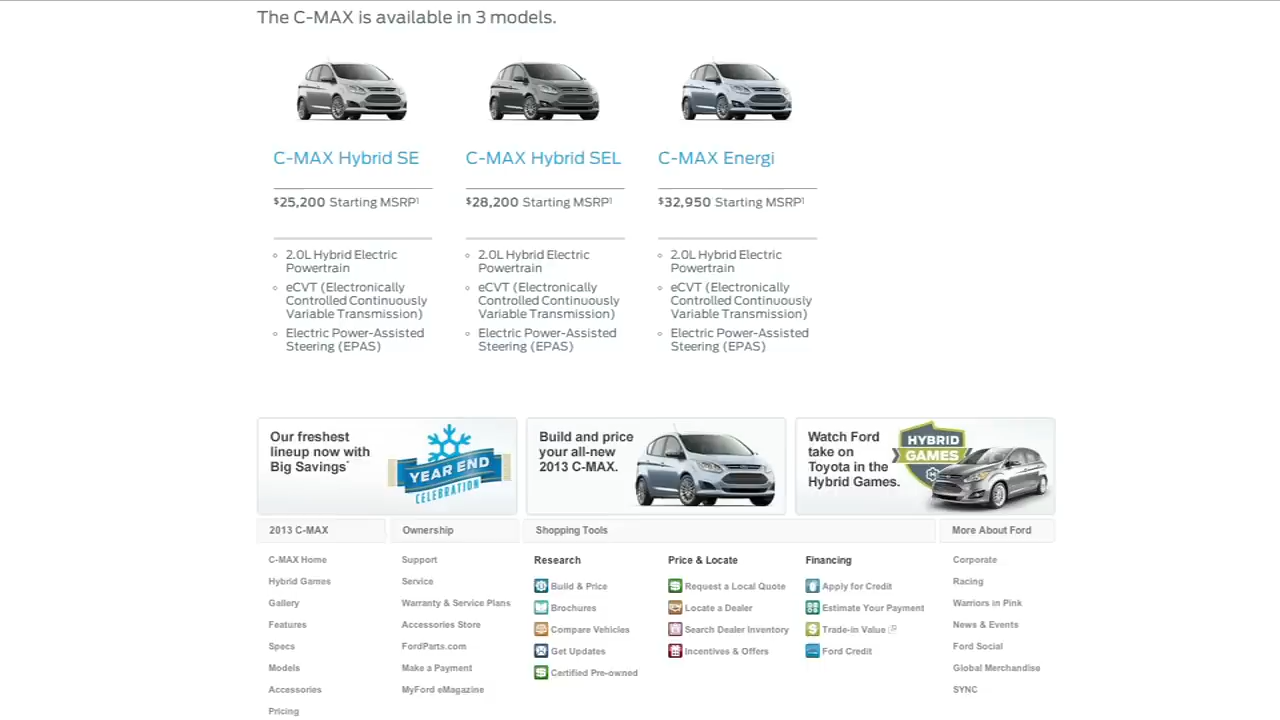 The C-MAX is available in 3 models.
C-MAX Hybrid SE
$25,200 Starting MSRP1
2.0L Hybrid Electric
Powertrain
eCVT (Electronically
Controlled Continuously
Variable Transmission)
Electric Power-Assisted
Steering (EPAS)
C-MAX Hybrid SEL
$28,200 Starting MSRP1
2.0L Hybrid Electric
Powertrain
eCVT (Electronically
Controlled Continuously
Variable Transmission)
Electric Power-Assisted
Steering (EPAS)
C-MAX Energi
$32,950 Starting MSRP1
2.0L Hybrid Electric
Powertrain
eCVT (Electronically
Controlled Continuously
Variable Transmission)
Electric Power-Assisted
Steering (EPAS)
Our freshest
lineup now with
Big Savings*
YEAR END
CELEBRATION
Build and price
your all-new
2013 C-MAX.
Watch Ford
take on
Toyota in the
Hybrid Games.
HYBRID
GAMES
2013 C-MAX
C-MAX Home
Hybrid Games
Gallery
Features
Specs
Models
Accessories
Pricing
Ownership
Support
Service
Warranty & Service Plans
Accessories Store
FordParts.com
Make a Payment
MyFord eMagazine
Shopping Tools
Research
Build & Price
Brochures
Compare Vehicles
Get Updates
Certified Pre-owned
Price & Locate
Request a Local Quote
Locate a Dealer
Search Dealer Inventory
Incentives & Offers
Financing
Apply for Credit
Estimate Your Payment
Trade-in Value
Ford Credit
More About Ford
Corporate
Racing
Warriors in Pink
News & Events
Ford Social
Global Merchandise
SYNC